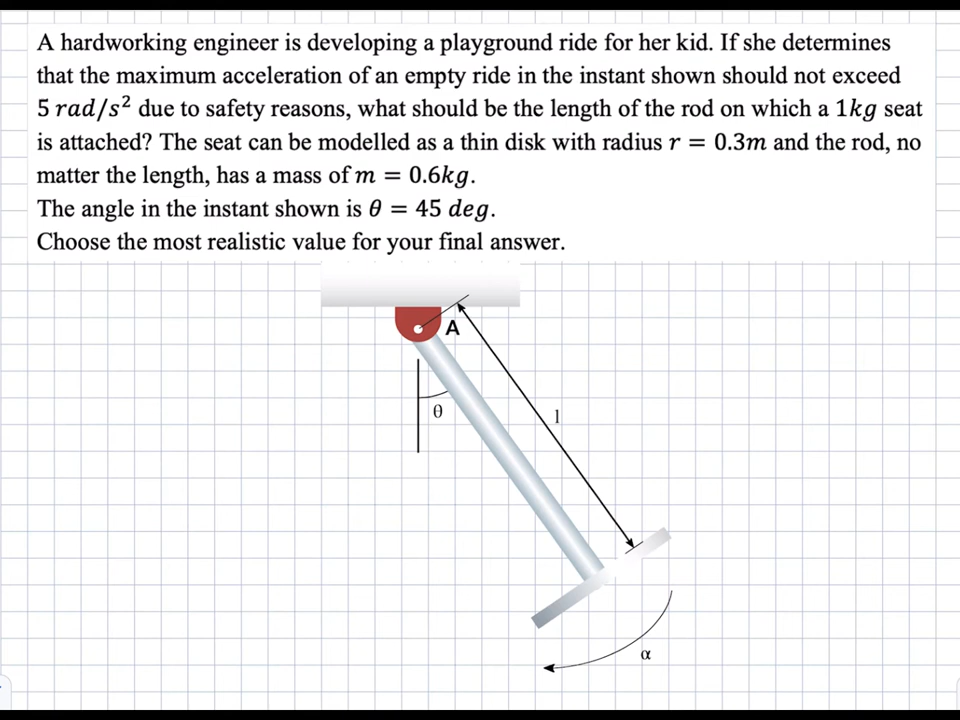 A hardworking engineer is developing a playground ride for her kid. If she determines
that the maximum acceleration of an empty ride in the instant shown should not exceed
5 rad/s² due to safety reasons, what should be the length of the rod on which a 1kg seat
is attached? The seat can be modelled as a thin disk with radius r = 0.3m and the rod, no
matter the length, has a mass of m = 0.6kg.
The angle in the instant shown is θ = 45 deg.
Choose the most realistic value for your final answer.
A
θ
l
α